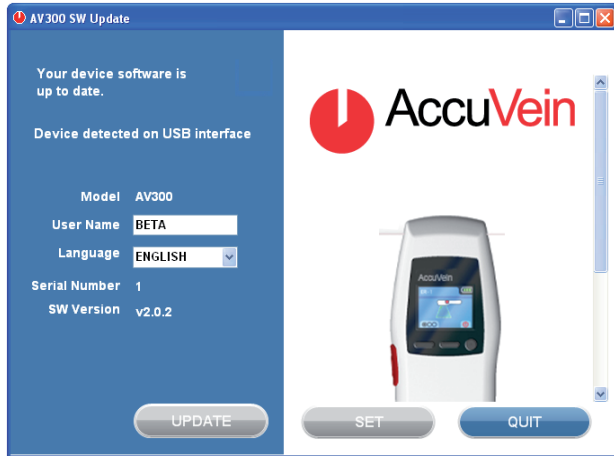 AV300 SW Update
Your device software is
up to date.
Device detected on USB interface
Model AV300
User Name BETA
Language ENGLISH
Serial Number 1
SW Version v2.0.2
UPDATE
AccuVein
AccuVein
SET
QUIT